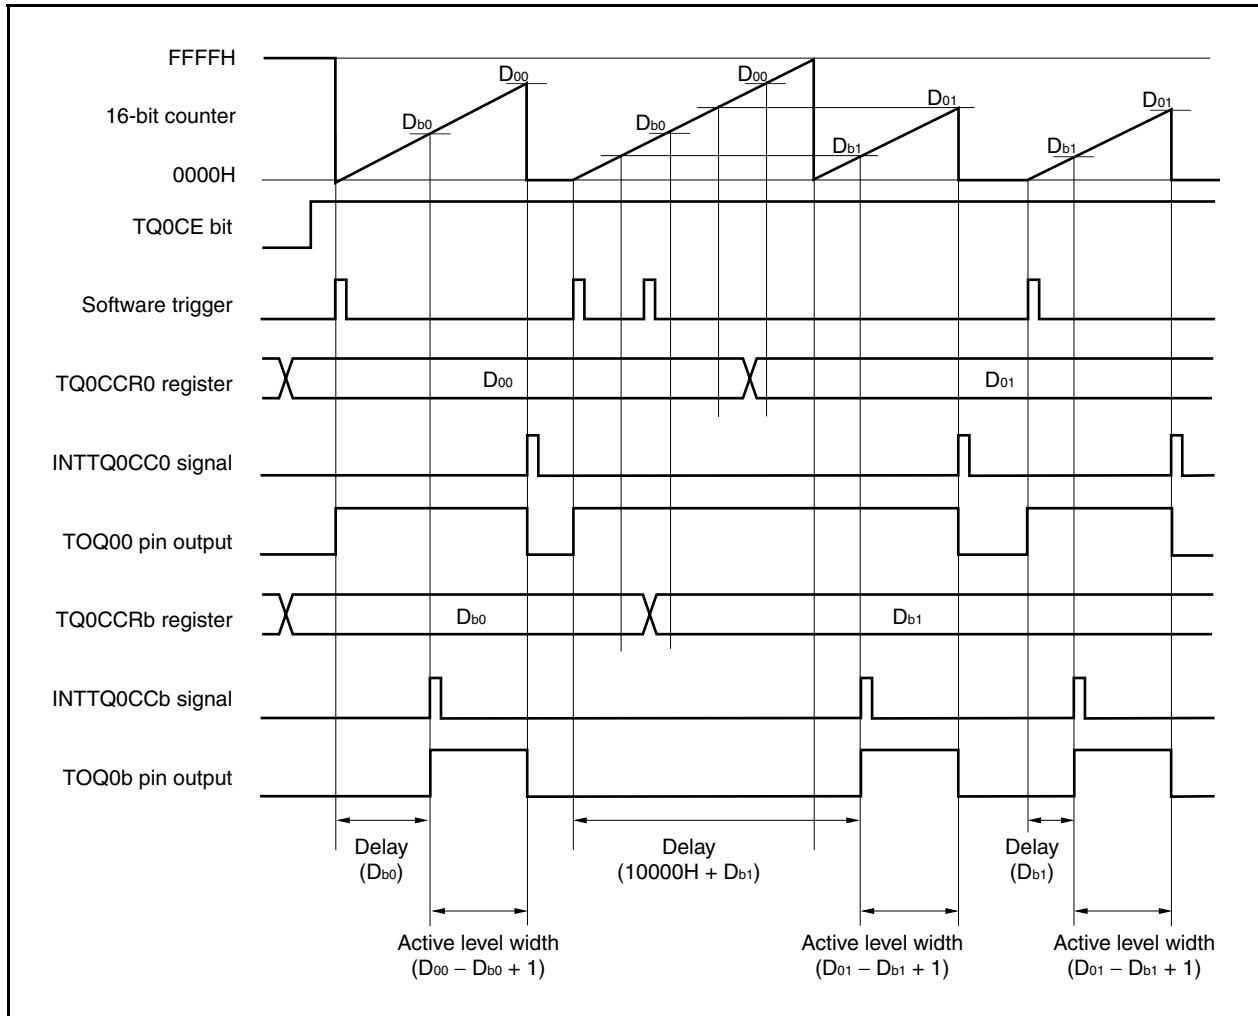 FFFFH
16-bit counter
0000H
D00
Db0
D00
Db0
D01
Db1
D01
Db1
TQ0CE bit
Software trigger
TQ0CCR0 register
D00
D01
INTTQ0CC0 signal
TOQ00 pin output
TQ0CCRb register
Db0
Db1
INTTQ0CCb signal
TOQ0b pin output
Delay
(Db0)
Delay
(10000H + Db1)
Delay
(Db1)
Active level width
(D00 − Db0 + 1)
Active level width
(D01 − Db1 + 1)
Active level width
(D01 − Db1 + 1)